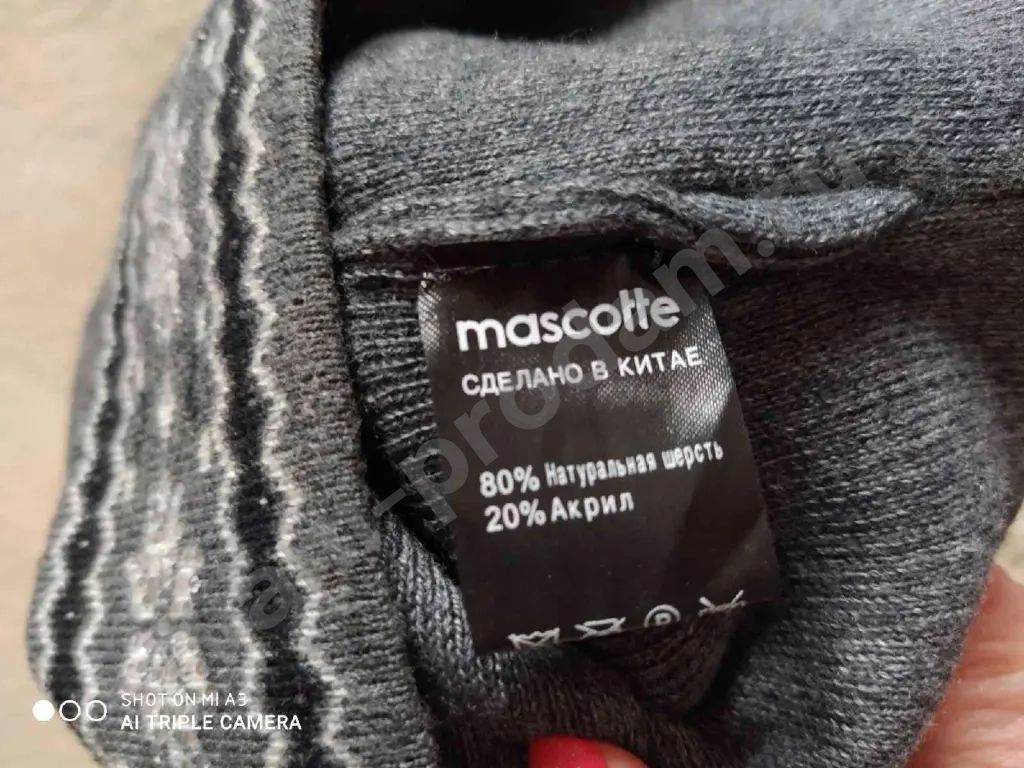 mascotte
СДЕЛАНО В КИТАЕ
80% Натуральная шерсть
20% Акрил
P
SHOT ON MI A3
AI TRIPLE CAMERA